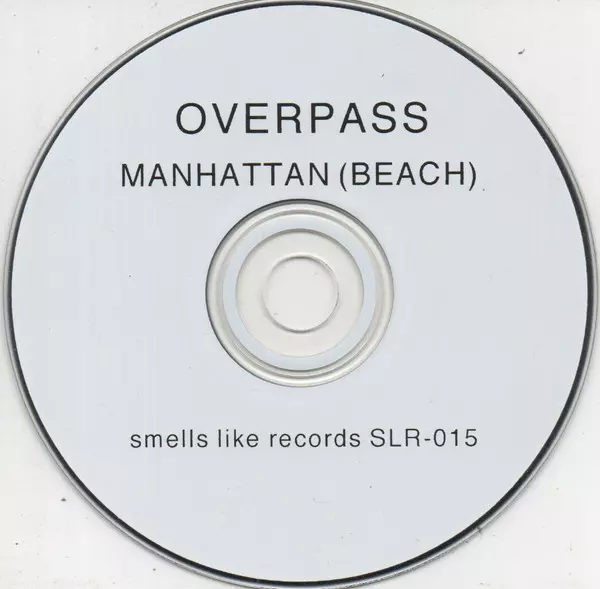 OVERPASS
MANHATTAN (BEACH)
smells like records SLR-015